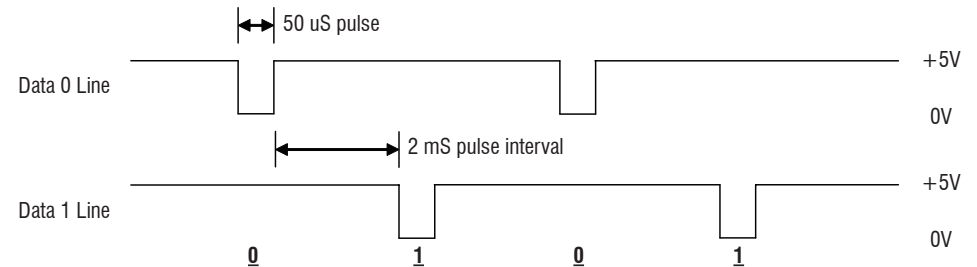 50 uS pulse
Data 0 Line
+5V
0V
2 mS pulse interval
Data 1 Line
+5V
0V
0 1 0 1